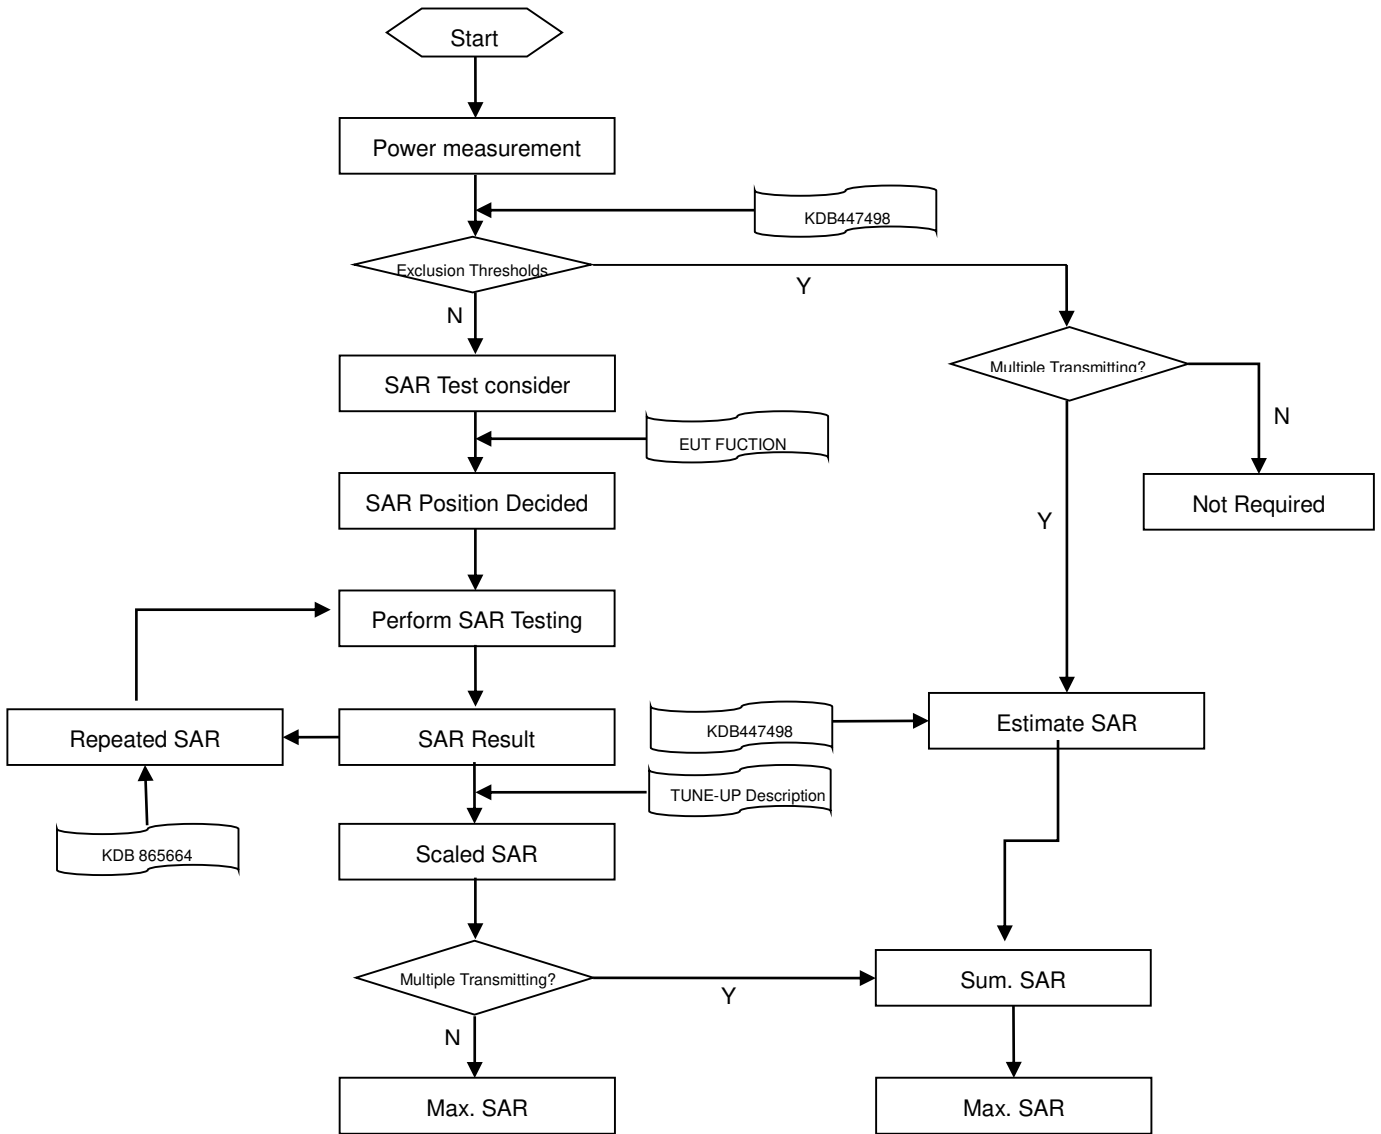 Start
Power measurement
KDB447498
Exclusion Thresholds
Y
N
Multiple Transmitting?
SAR Test consider
N
EUT FUCTION
SAR Position Decided
Not Required
Y
Perform SAR Testing
Repeated SAR
SAR Result
KDB447498
Estimate SAR
TUNE-UP Description
KDB 865664
Scaled SAR
Multiple Transmitting?
Y
Sum. SAR
N
Max. SAR
Max. SAR